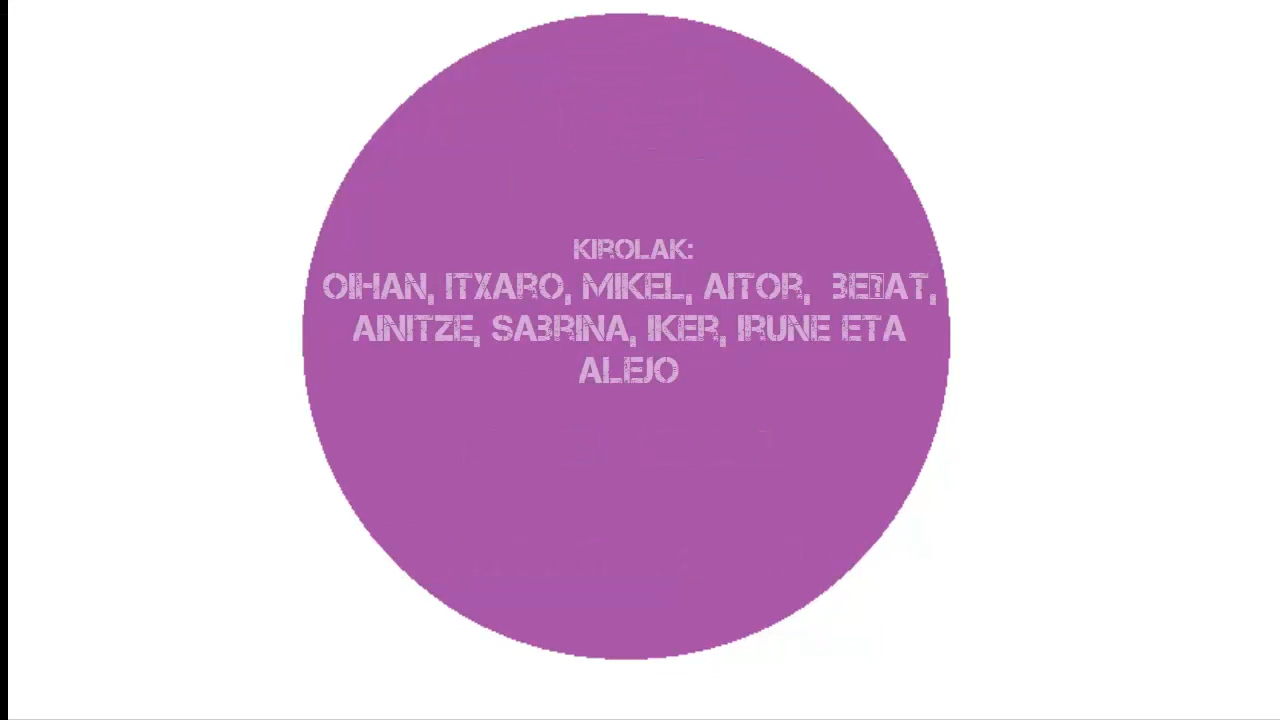 KIROLAK:
OIHAN, ITXARO, MIKEL, AITOR,
AINITZE, SABRINA, IKER, IRUNE ETA
ALEJO